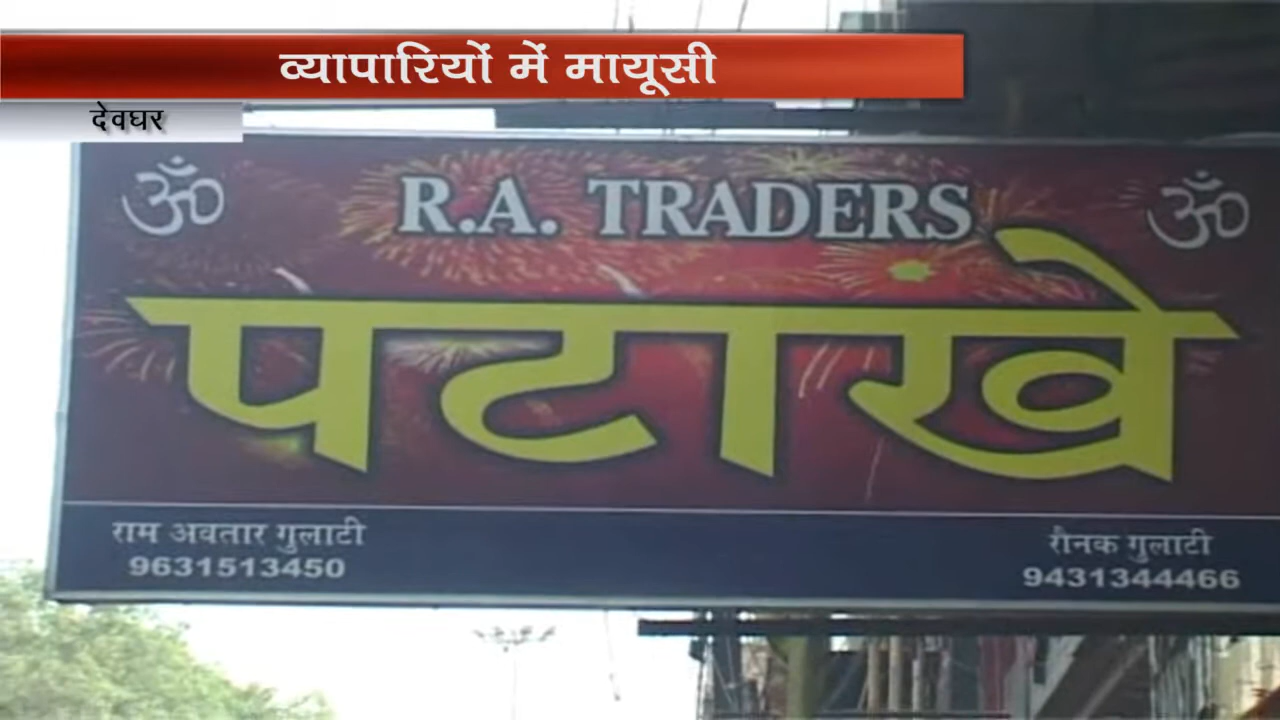 व्यापारियों में मायूसी
देवघर
ॐ R.A. TRADERS ॐ
पटांखे
राम अवतार गुलाटी
9631513450
रौनक गुलाटी
9431344466